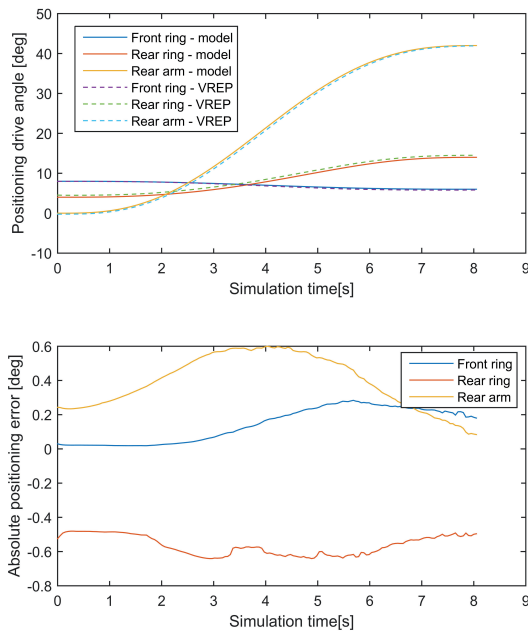 50
40
30
20
10
0
-10
Positioning drive angle [deg]
Front ring - model
Rear ring - model
Rear arm - model
Front ring - VREP
Rear ring - VREP
Rear arm - VREP
0 1 2 3 4 5 6 7 8 9
Simulation time[s]
0.6
0.4
0.2
0
-0.4
-0.6
-0.8
Absolute positioning error [deg]
Front ring
Rear ring
Rear arm
0 1 2 3 4 5 6 7 8 9
Simulation time[s]